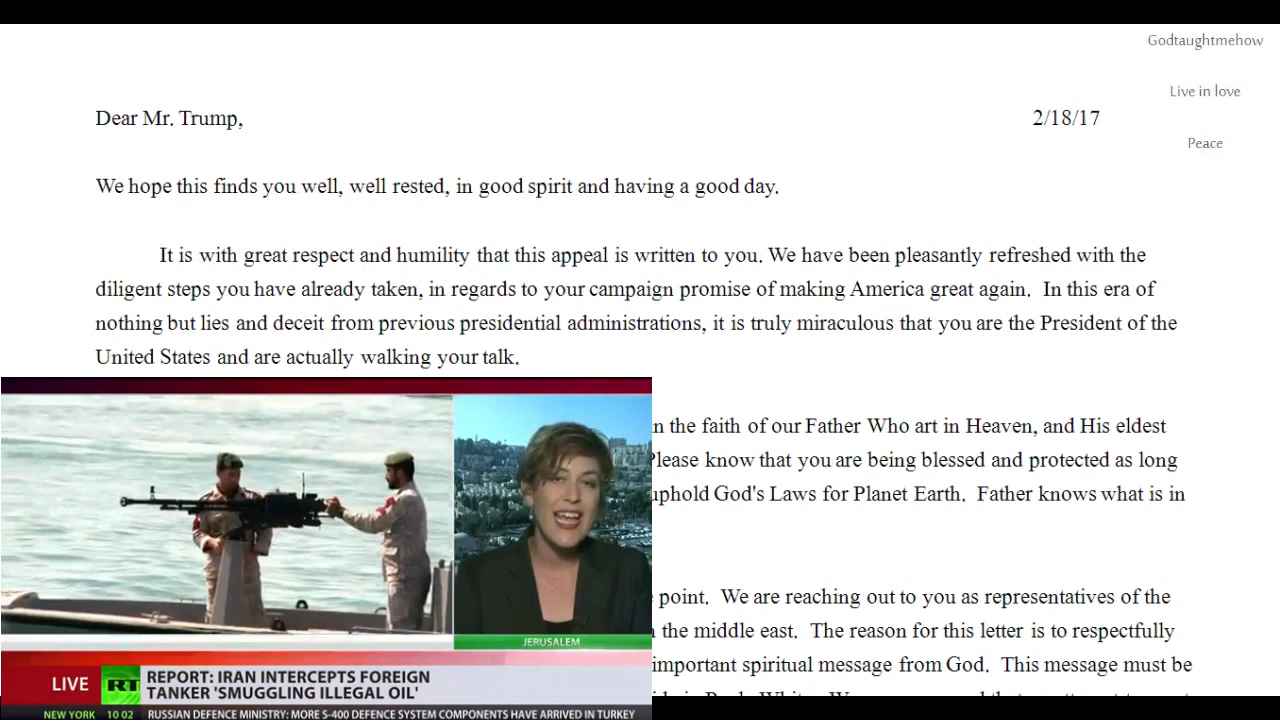 Godtaughtmehow
Live in love
Peace
Dear Mr. Trump, 2/18/17
We hope this finds you well, well rested, in good spirit and having a good day.
It is with great respect and humility that this appeal is written to you. We have been pleasantly refreshed with the
diligent steps you have already taken, in regards to your campaign promise of making America great again. In this era of
nothing but lies and deceit from previous presidential administrations, it is truly miraculous that you are the President of the
United States and are actually walking your talk.
the faith of our Father Who art in Heaven, and His eldest
Please know that you are being blessed and protected as long
uphold God's Laws for Planet Earth. Father knows what is in
point. We are reaching out to you as representatives of the
the middle east. The reason for this letter is to respectfully
important spiritual message from God. This message must be
JERUSALEM
LIVE RT REPORT: IRAN INTERCEPTS FOREIGN
TANKER 'SMUGGLING ILLEGAL OIL'
NEW YORK 10:02 RUSSIAN DEFENCE MINISTRY: MORE S-400 DEFENCE SYSTEM COMPONENTS HAVE ARRIVED IN TURKEY